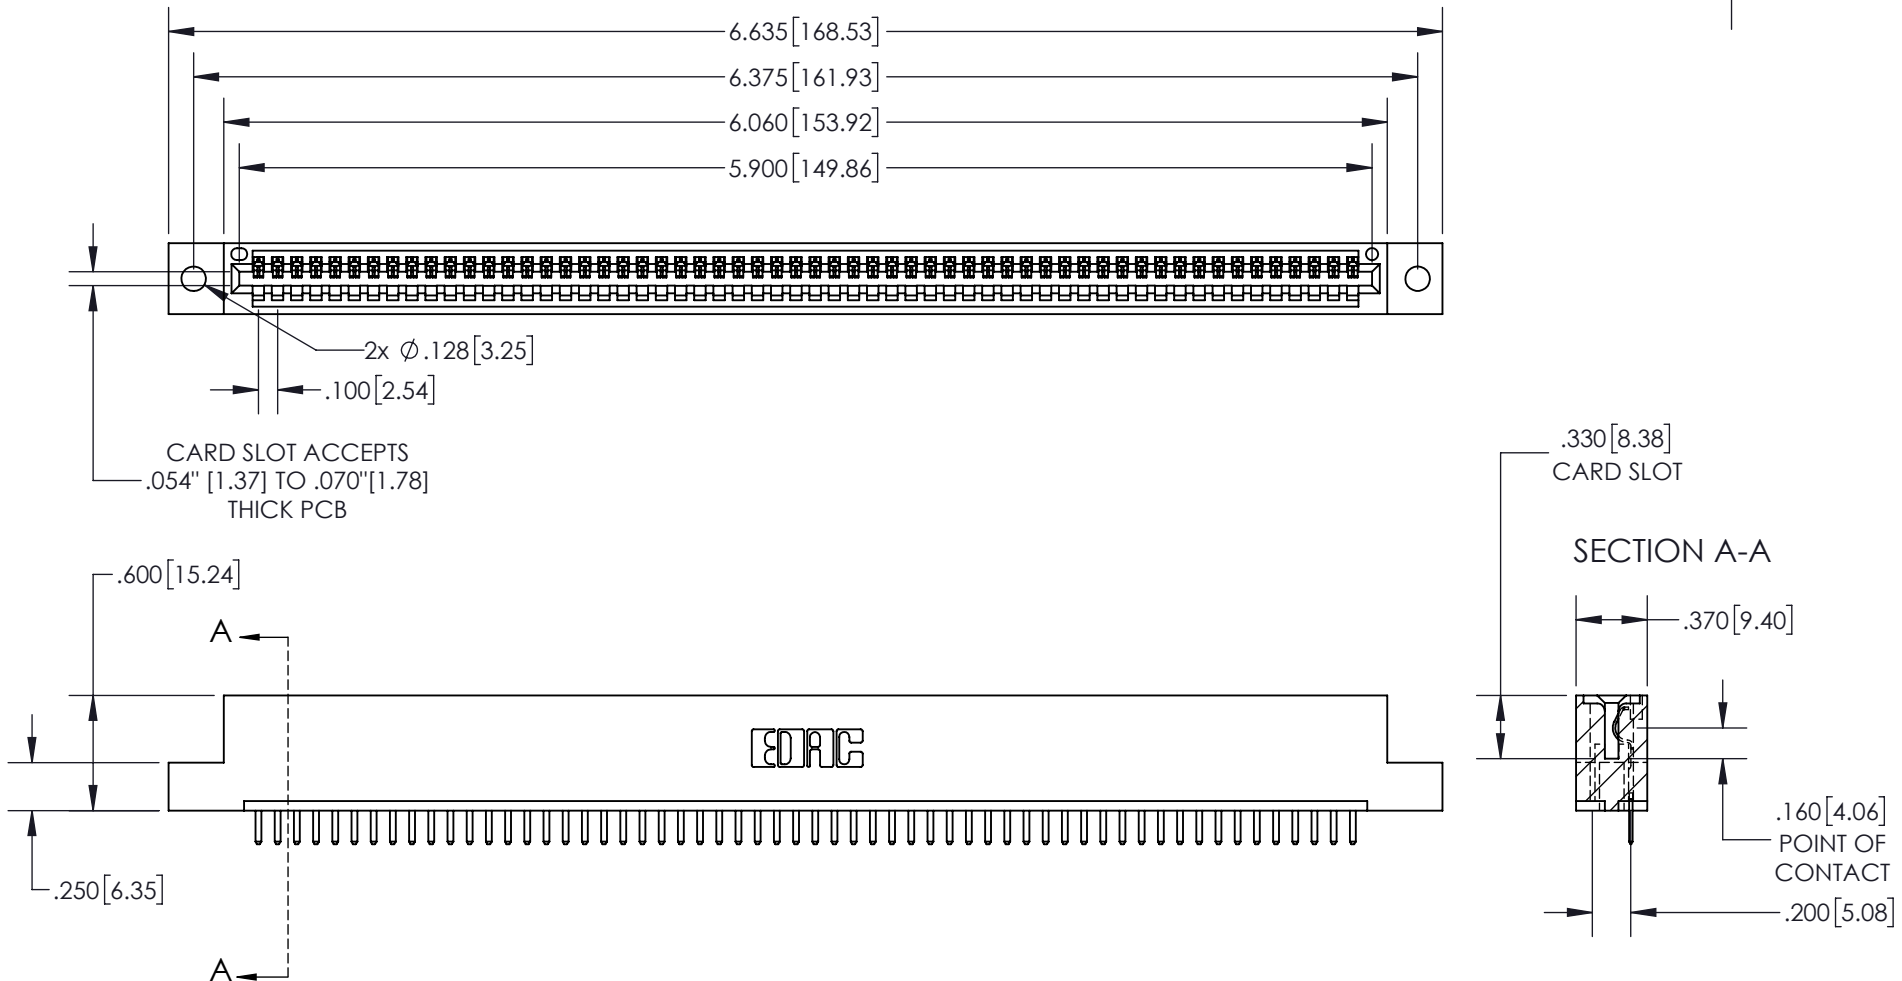 6.635[168.53]
6.375[161.93]
6.060[153.92]
5.900[149.86]
2x Ø.128[3.25]
.100[2.54]
CARD SLOT ACCEPTS
.054" [1.37] TO .070"[1.78]
THICK PCB
.330[8.38]
CARD SLOT
SECTION A-A
.600[15.24]
.370[9.40]
A
EDAC
.160[4.06]
POINT OF
CONTACT
.250[6.35]
.200[5.08]
A